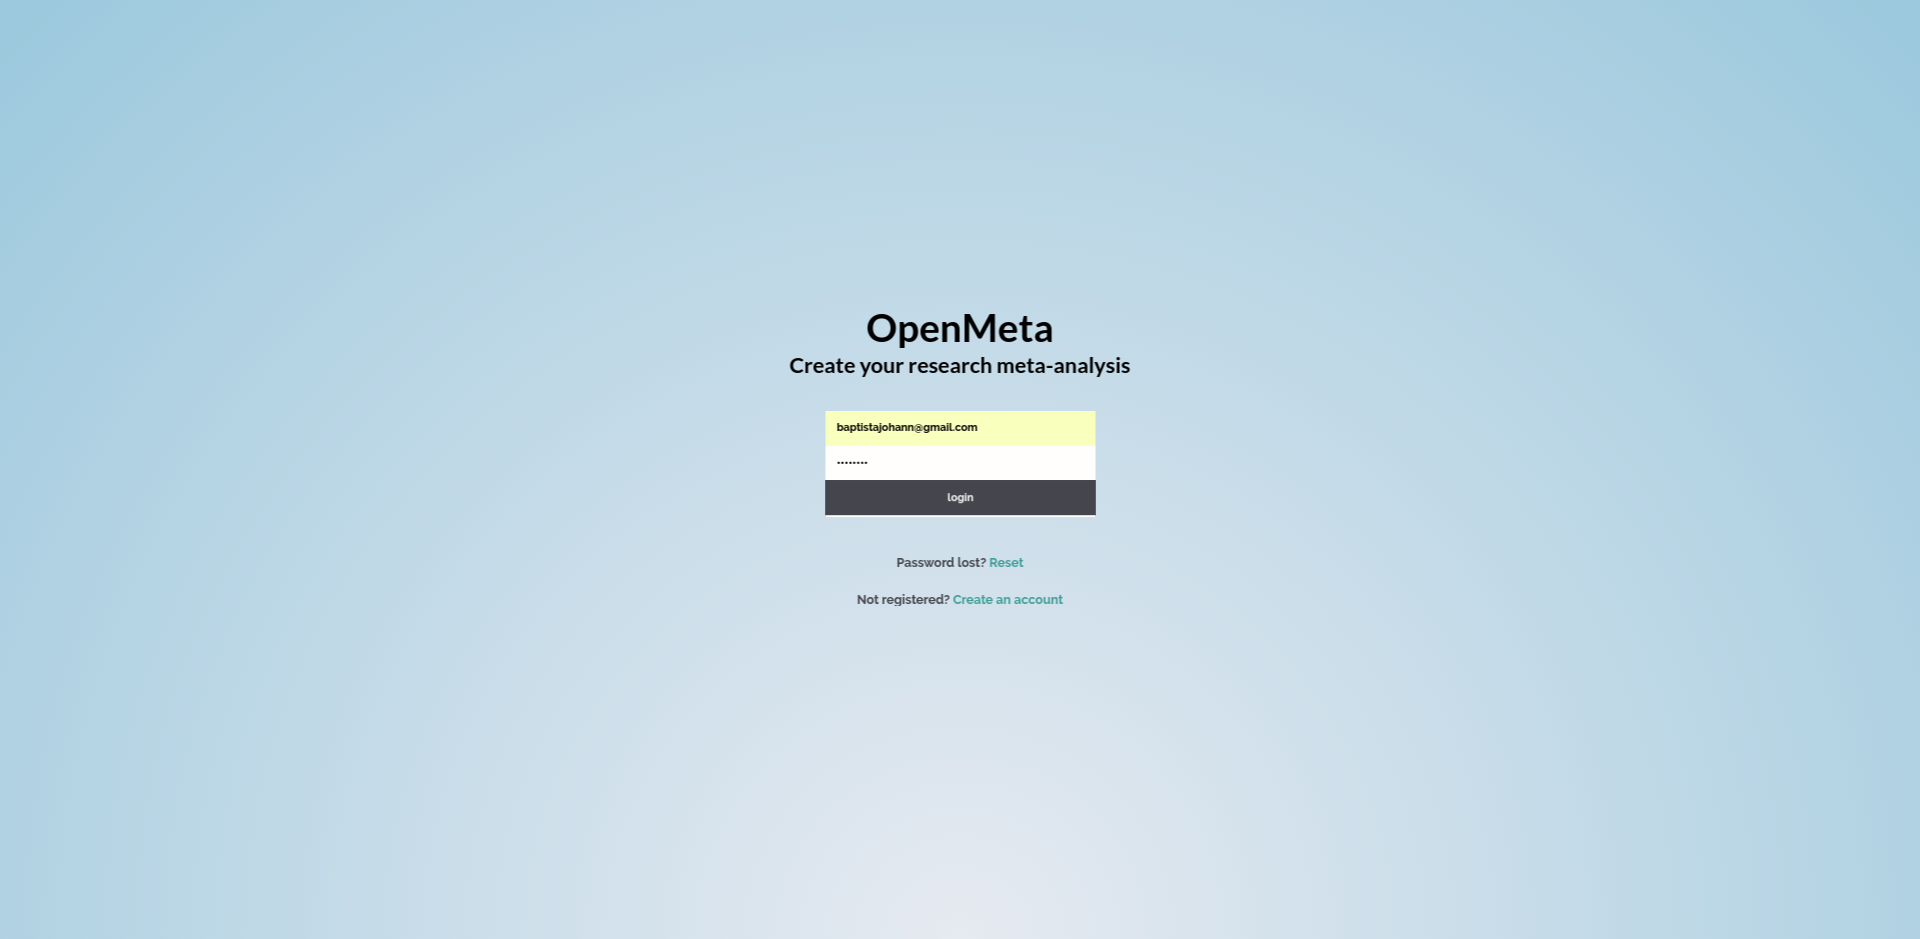 OpenMeta
Create your research meta-analysis
baptistajohann@gmail.com
••••••••
login
Password lost? Reset
Not registered? Create an account